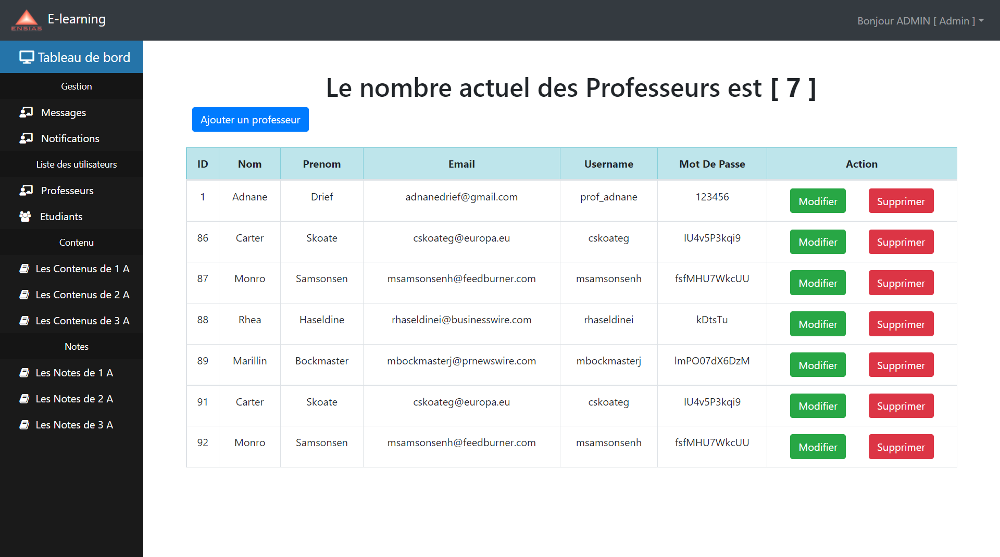 ENSIAS
E-learning
Bonjour ADMIN [ Admin ]
Tableau de bord
Gestion
Messages
Notifications
Liste des utilisateurs
Professeurs
Etudiants
Contenu
Les Contenus de 1 A
Les Contenus de 2 A
Les Contenus de 3 A
Notes
Les Notes de 1 A
Les Notes de 2 A
Les Notes de 3 A
Le nombre actuel des Professeurs est [ 7 ]
Ajouter un professeur
ID Nom Prenom Email Username Mot De Passe Action
1 Adnane Drief adnanedrief@gmail.com prof_adnane 123456 Modifier Supprimer
86 Carter Skoate cskoateg@europa.eu cskoateg IU4v5P3kqi9 Modifier Supprimer
87 Monro Samsonsen msamsonsenh@feedburner.com msamsonsenh fsfMHU7WkcUU Modifier Supprimer
88 Rhea Haseldine rhaseldinei@businesswire.com rhaseldinei kDtsTu Modifier Supprimer
89 Marillin Bockmaster mbockmasterj@prnewswire.com mbockmasterj lmPO07dX6DzM Modifier Supprimer
91 Carter Skoate cskoateg@europa.eu cskoateg IU4v5P3kqi9 Modifier Supprimer
92 Monro Samsonsen msamsonsenh@feedburner.com msamsonsenh fsfMHU7WkcUU Modifier Supprimer